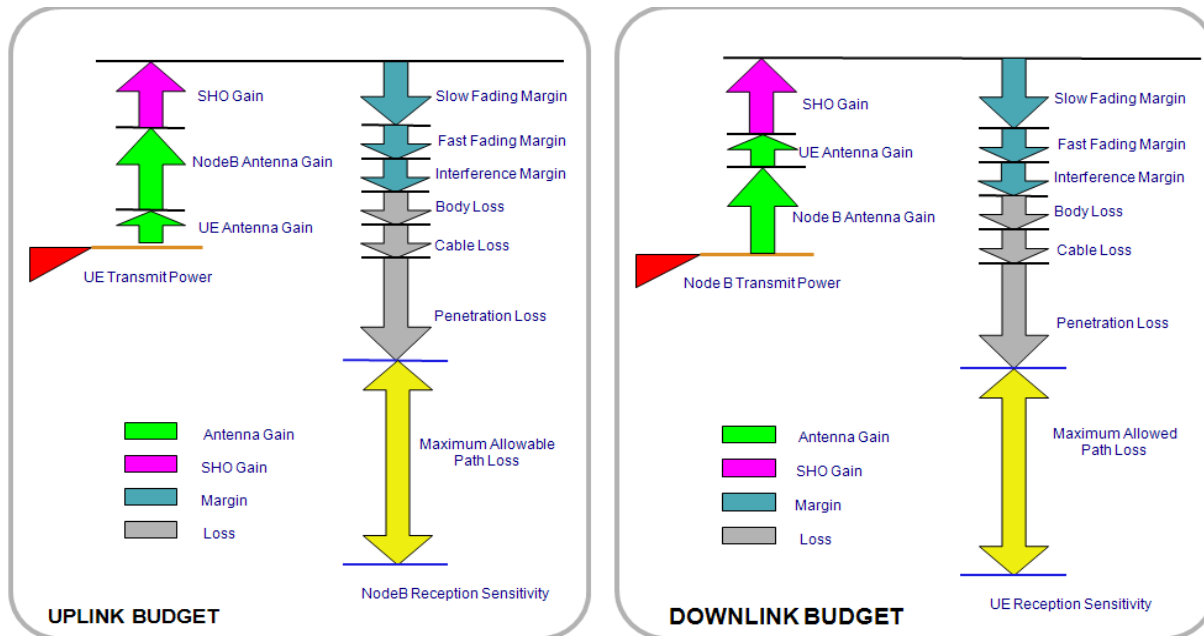 SHO Gain
NodeB Antenna Gain
UE Antenna Gain
UE Transmit Power
Slow Fading Margin
Fast Fading Margin
Interference Margin
Body Loss
Cable Loss
Penetration Loss
Maximum Allowable
Path Loss
NodeB Reception Sensitivity
Antenna Gain
SHO Gain
Margin
Loss
UPLINK BUDGET
SHO Gain
UE Antenna Gain
Node B Antenna Gain
Node B Transmit Power
Slow Fading Margin
Fast Fading Margin
Interference Margin
Body Loss
Cable Loss
Penetration Loss
Maximum Allowed
Path Loss
UE Reception Sensitivity
Antenna Gain
SHO Gain
Margin
Loss
DOWNLINK BUDGET